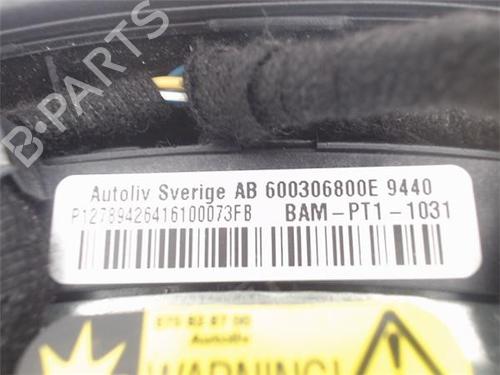 B-PARTS
Autoliv Sverige AB 600306800E 9440
P12789426416100073FB BAM-PT1-1031
Autoliv
WARNING!